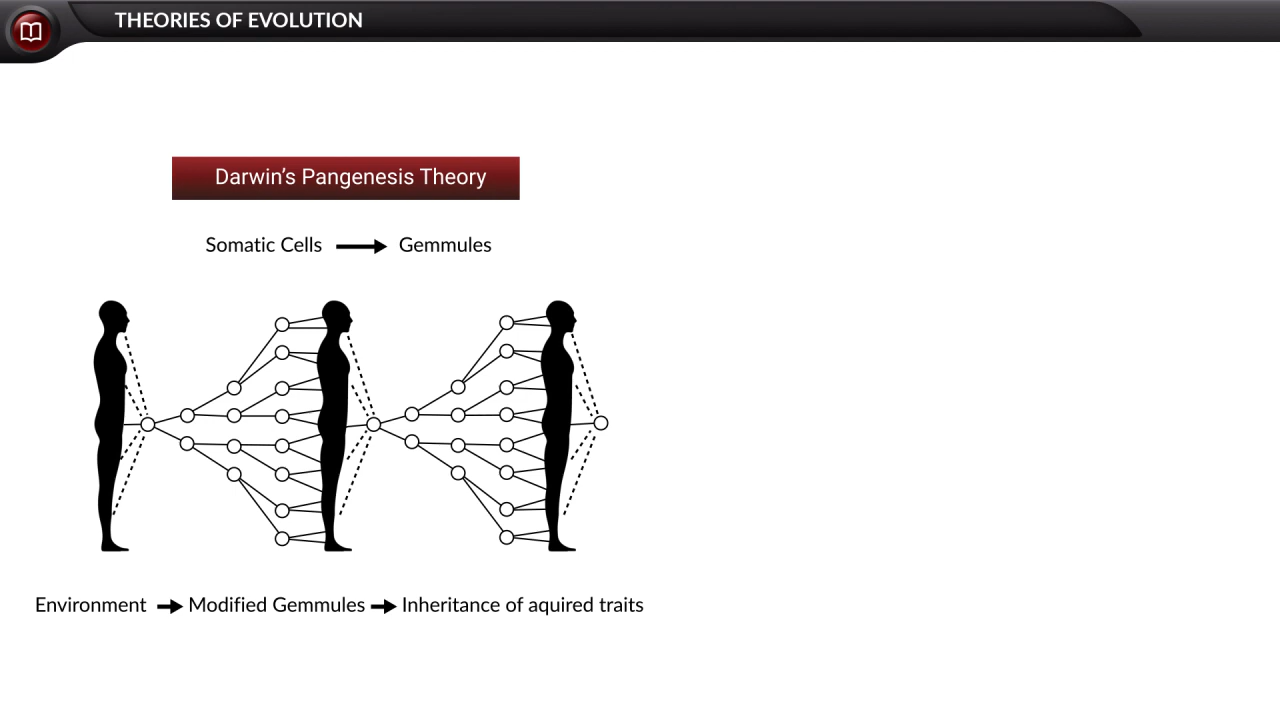 THEORIES OF EVOLUTION
Darwin's Pangenesis Theory
Somatic Cells → Gemmules
Environment → Modified Gemmules → Inheritance of aquired traits